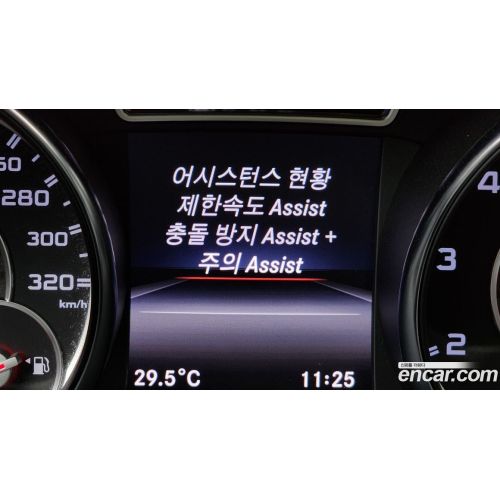 어시스턴스 현황
제한속도 Assist
충돌 방지 Assist +
주의 Assist
29.5°C 11:25
280
300
320
km/h
4
3
2
encar.com